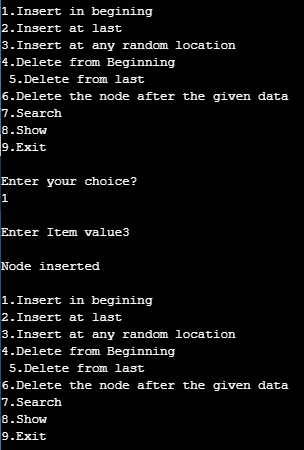 1.Insert in begining
2.Insert at last
3.Insert at any random location
4.Delete from Beginning
5.Delete from last
6.Delete the node after the given data
7.Search
8.Show
9.Exit
Enter your choice?
1
Enter Item value3
Node inserted
1.Insert in begining
2.Insert at last
3.Insert at any random location
4.Delete from Beginning
5.Delete from last
6.Delete the node after the given data
7.Search
8.Show
9.Exit